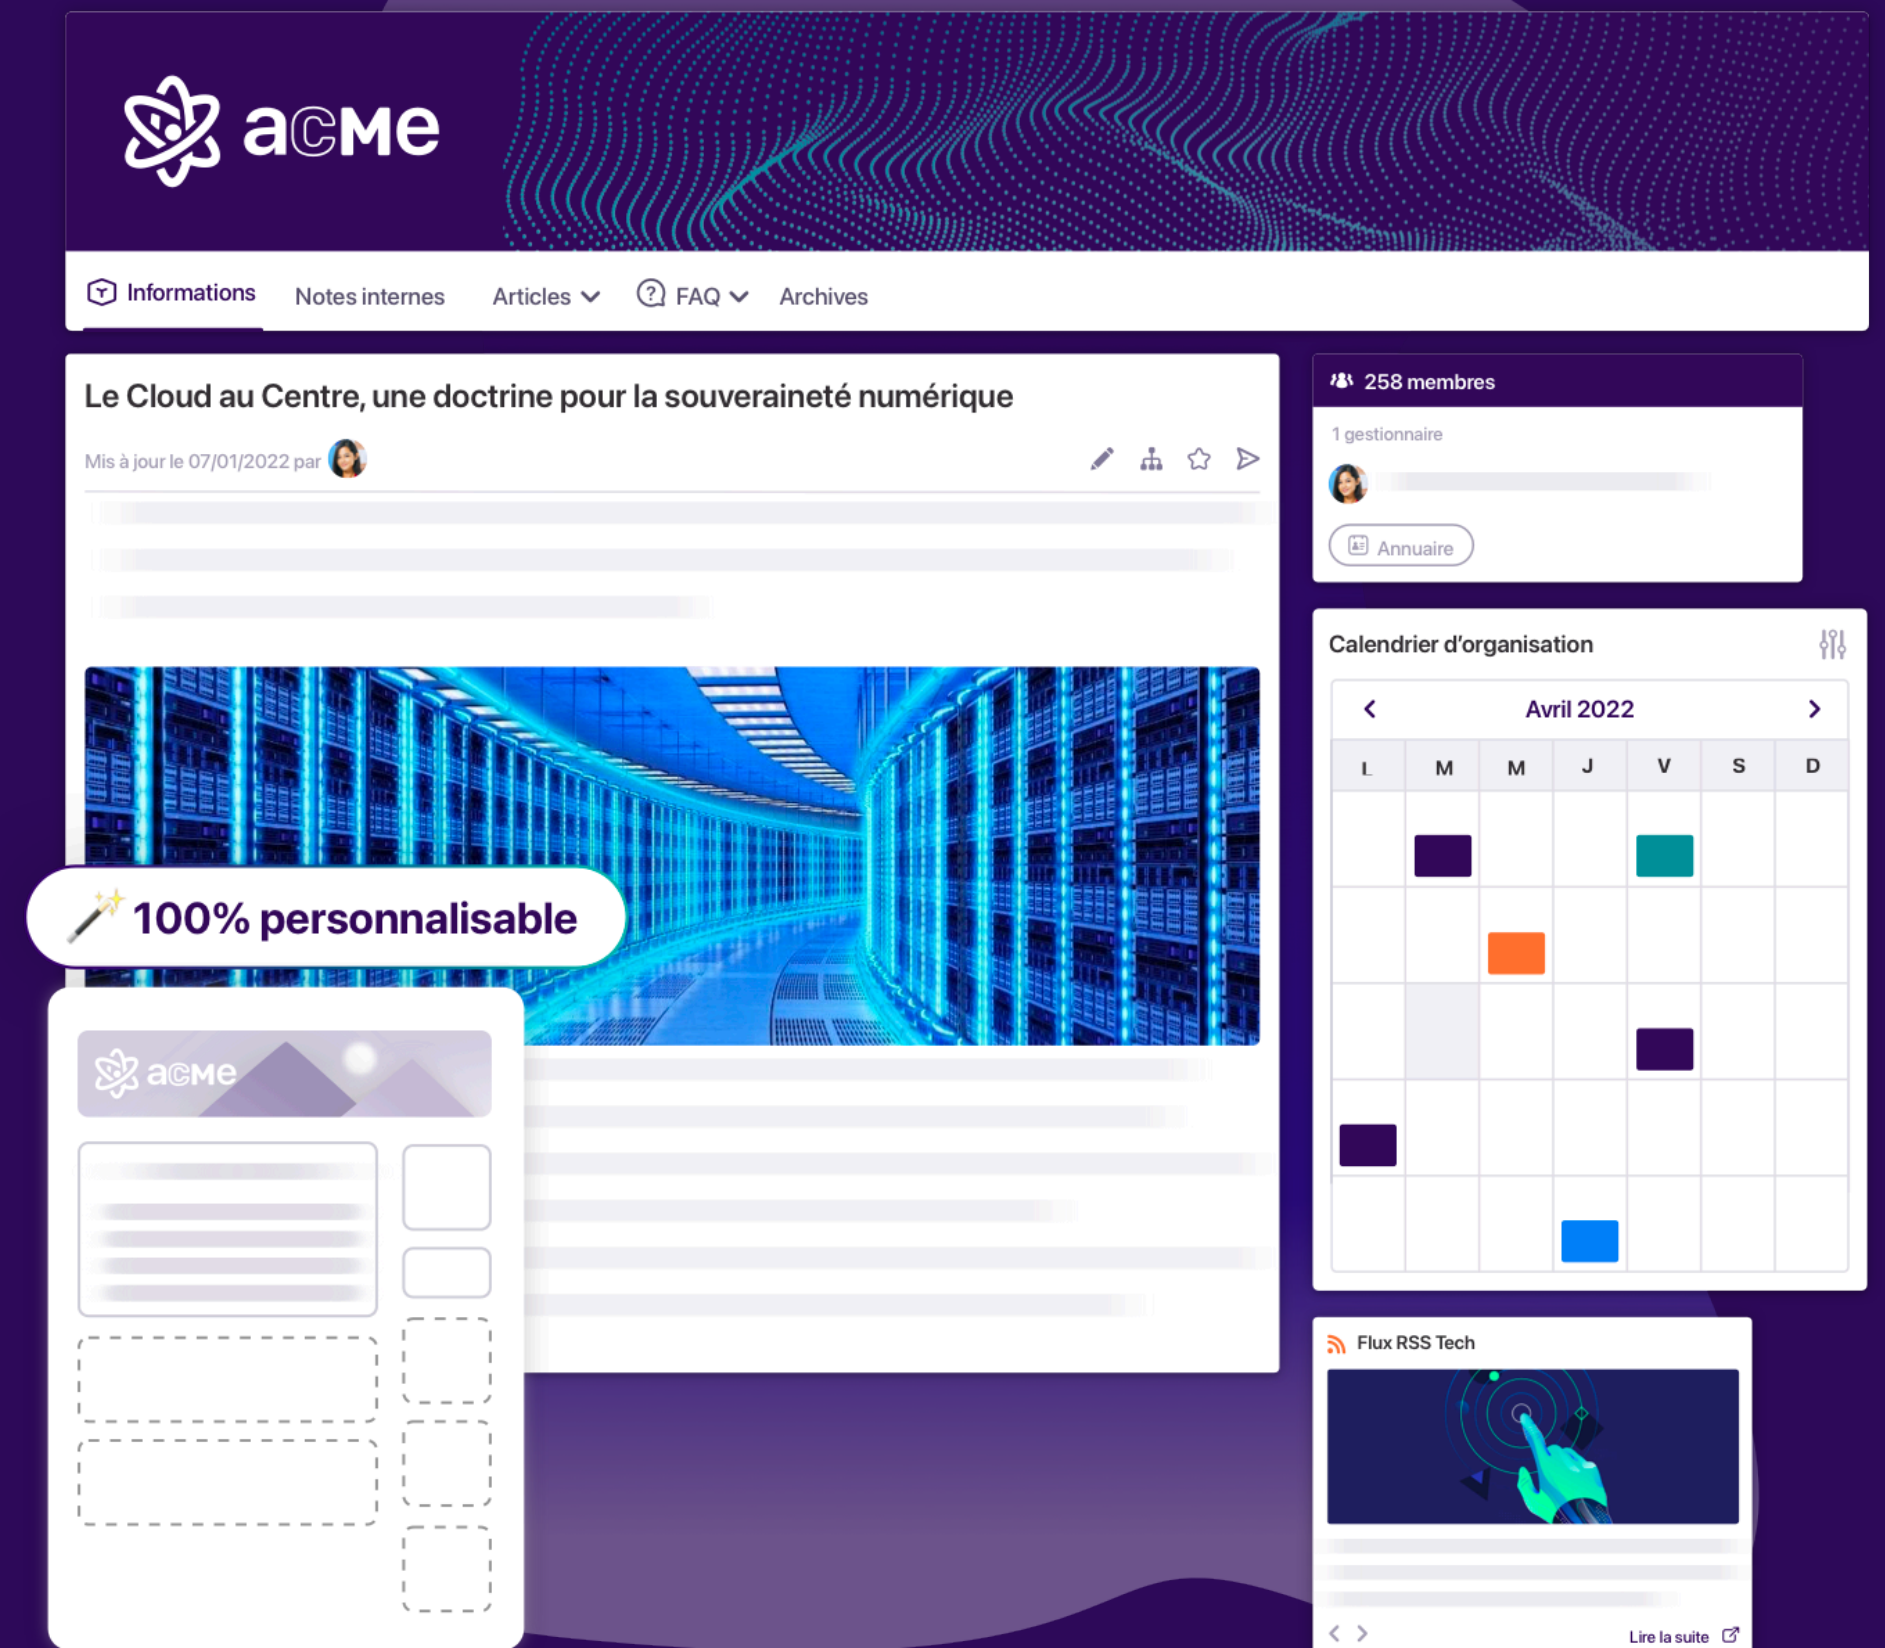 acme
Informations
Notes internes
Articles
FAQ
Archives
Le Cloud au Centre, une doctrine pour la souveraineté numérique
Mis à jour le 07/01/2022 par
258 membres
1 gestionnaire
Annuaire
Calendrier d’organisation
Avril 2022
L M M J V S D
100% personnalisable
acme
Flux RSS Tech
Lire la suite